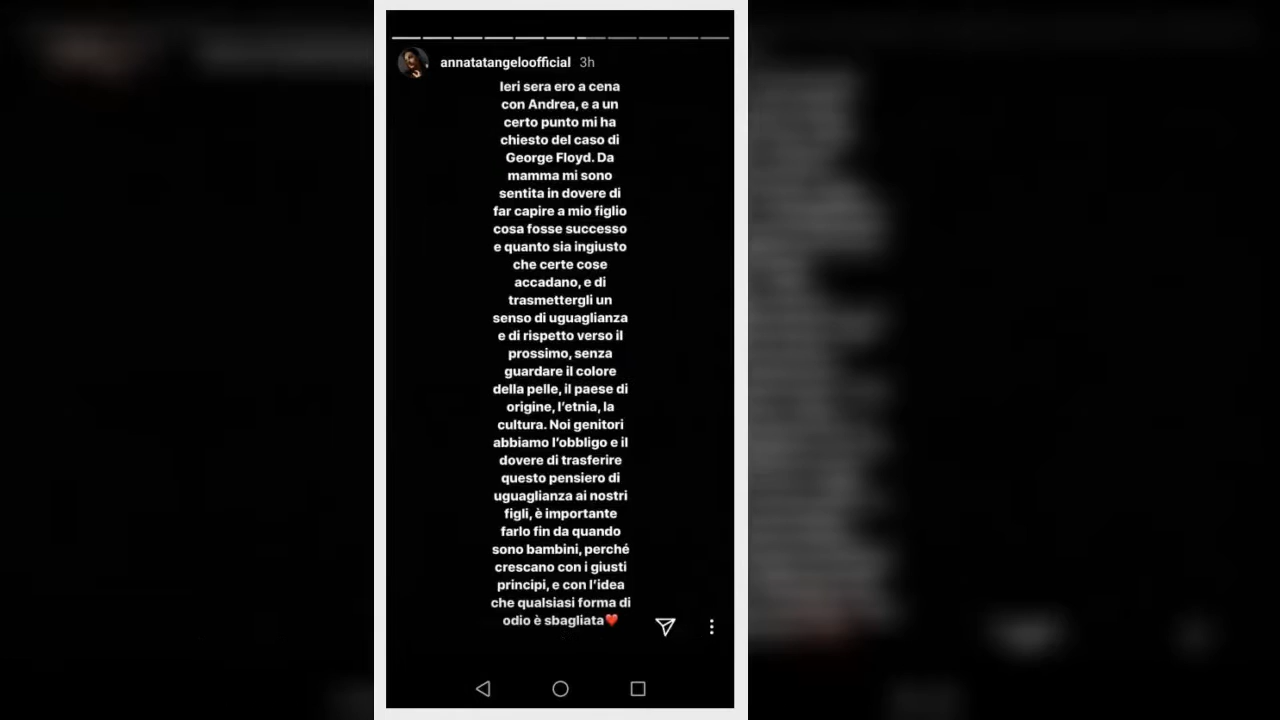 annatatangeloofficial 3h
Ieri sera ero a cena
con Andrea, e a un
certo punto mi ha
chiesto del caso di
George Floyd. Da
mamma mi sono
sentita in dovere di
far capire a mio figlio
cosa fosse successo
e quanto sia ingiusto
che certe cose
accadano, e di
trasmettergli un
senso di uguaglianza
e di rispetto verso il
prossimo, senza
guardare il colore
della pelle, il paese di
origine, l'etnia, la
cultura. Noi genitori
abbiamo l'obbligo e il
dovere di trasferire
questo pensiero di
uguaglianza ai nostri
figli, è importante
farlo fin da quando
sono bambini, perché
crescano con i giusti
principi, e con l'idea
che qualsiasi forma di
odio è sbagliata❤️